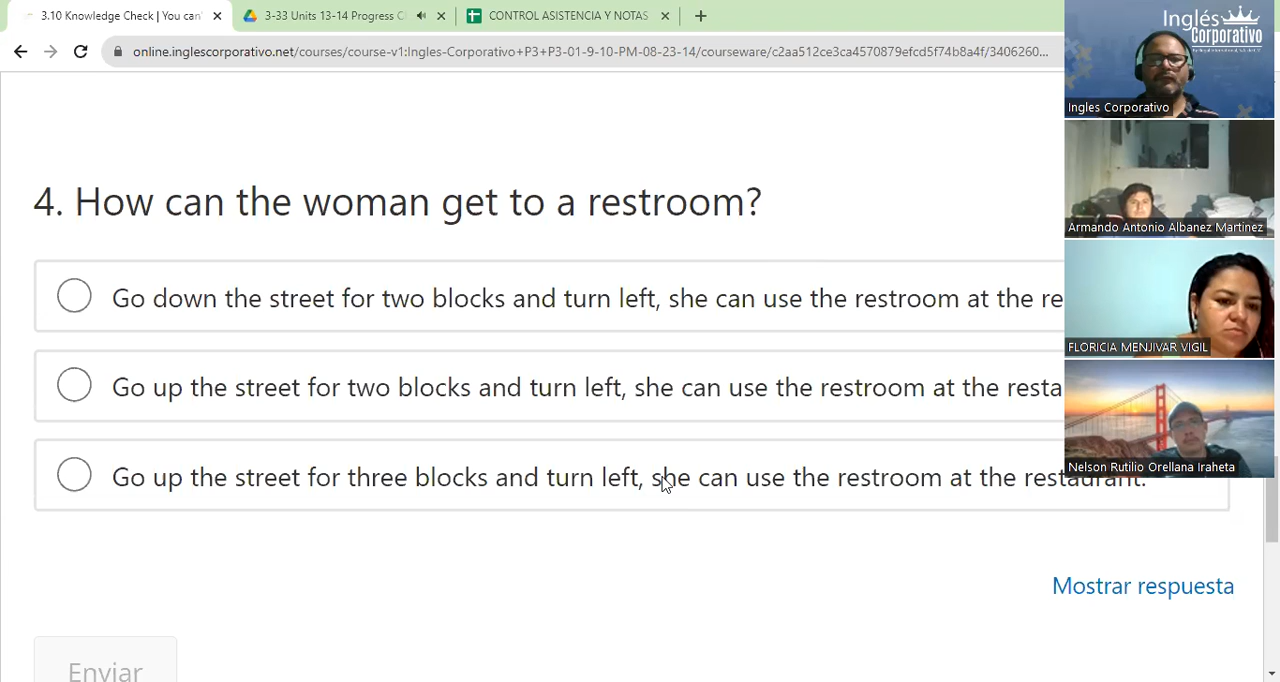 3.10 Knowledge Check | You can'
3-33 Units 13-14 Progress C
CONTROL ASISTENCIA Y NOTAS
online.inglescorporativo.net/courses/course-v1:Ingles-Corporativo+P3+P3-01-9-10-PM-08-23-14/courseware/c2aa512ce3ca4570879efcd5f74b8a4f/3406260...
Inglés
Corporativo
Ingles Corporativo
Armando Antonio Albanez Martinez
FLORICIA MENJIVAR VIGIL
Nelson Rutilio Orellana Iraheta
4. How can the woman get to a restroom?
Go down the street for two blocks and turn left, she can use the restroom at the re
Go up the street for two blocks and turn left, she can use the restroom at the resta
Go up the street for three blocks and turn left, she can use the restroom at the restaurant.
Mostrar respuesta
Enviar